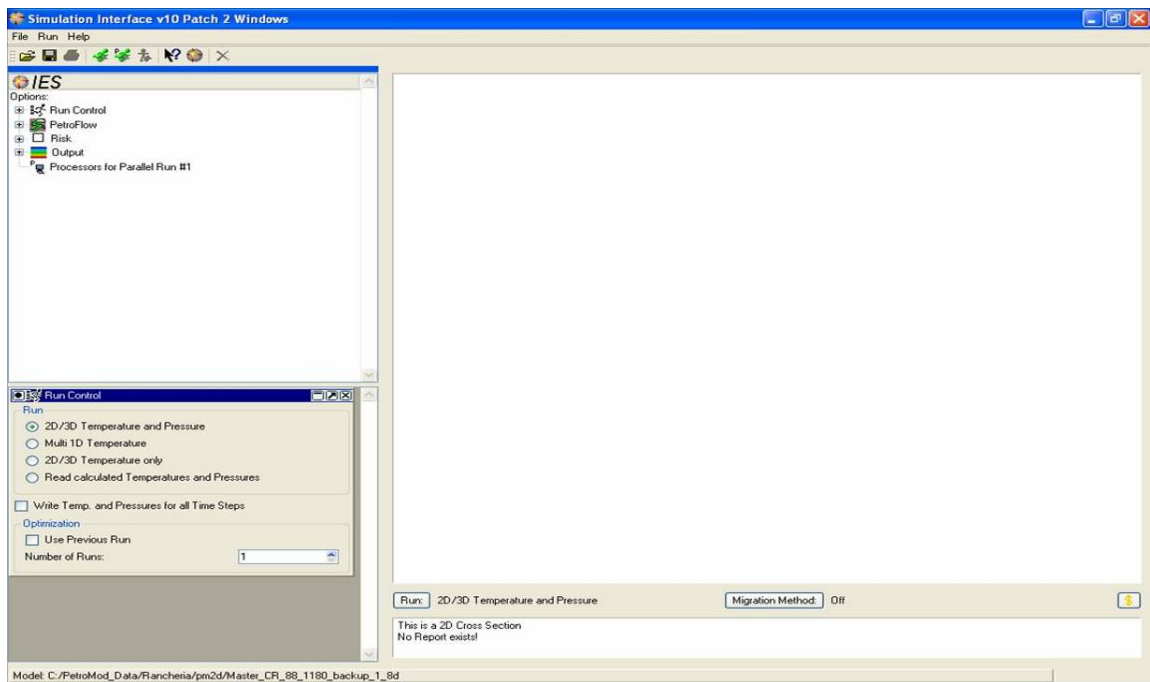 Simulation Interface v10 Patch 2 Windows
File Run Help
IES
Options:
Run Control
PetroFlow
Risk
Output
Processors for Parallel Run #1
Run Control
Run
2D/3D Temperature and Pressure
Multi 1D Temperature
2D/3D Temperature only
Read calculated Temperatures and Pressures
Write Temp. and Pressures for all Time Steps
Optimization
Use Previous Run
Number of Runs: 1
Run: 2D/3D Temperature and Pressure Migration Method: Off $
This is a 2D Cross Section
No Report exists!
Model: C:/PetroMod_Data/Rancheria/pm2d/Master_CR_88_1180_backup_1_8d